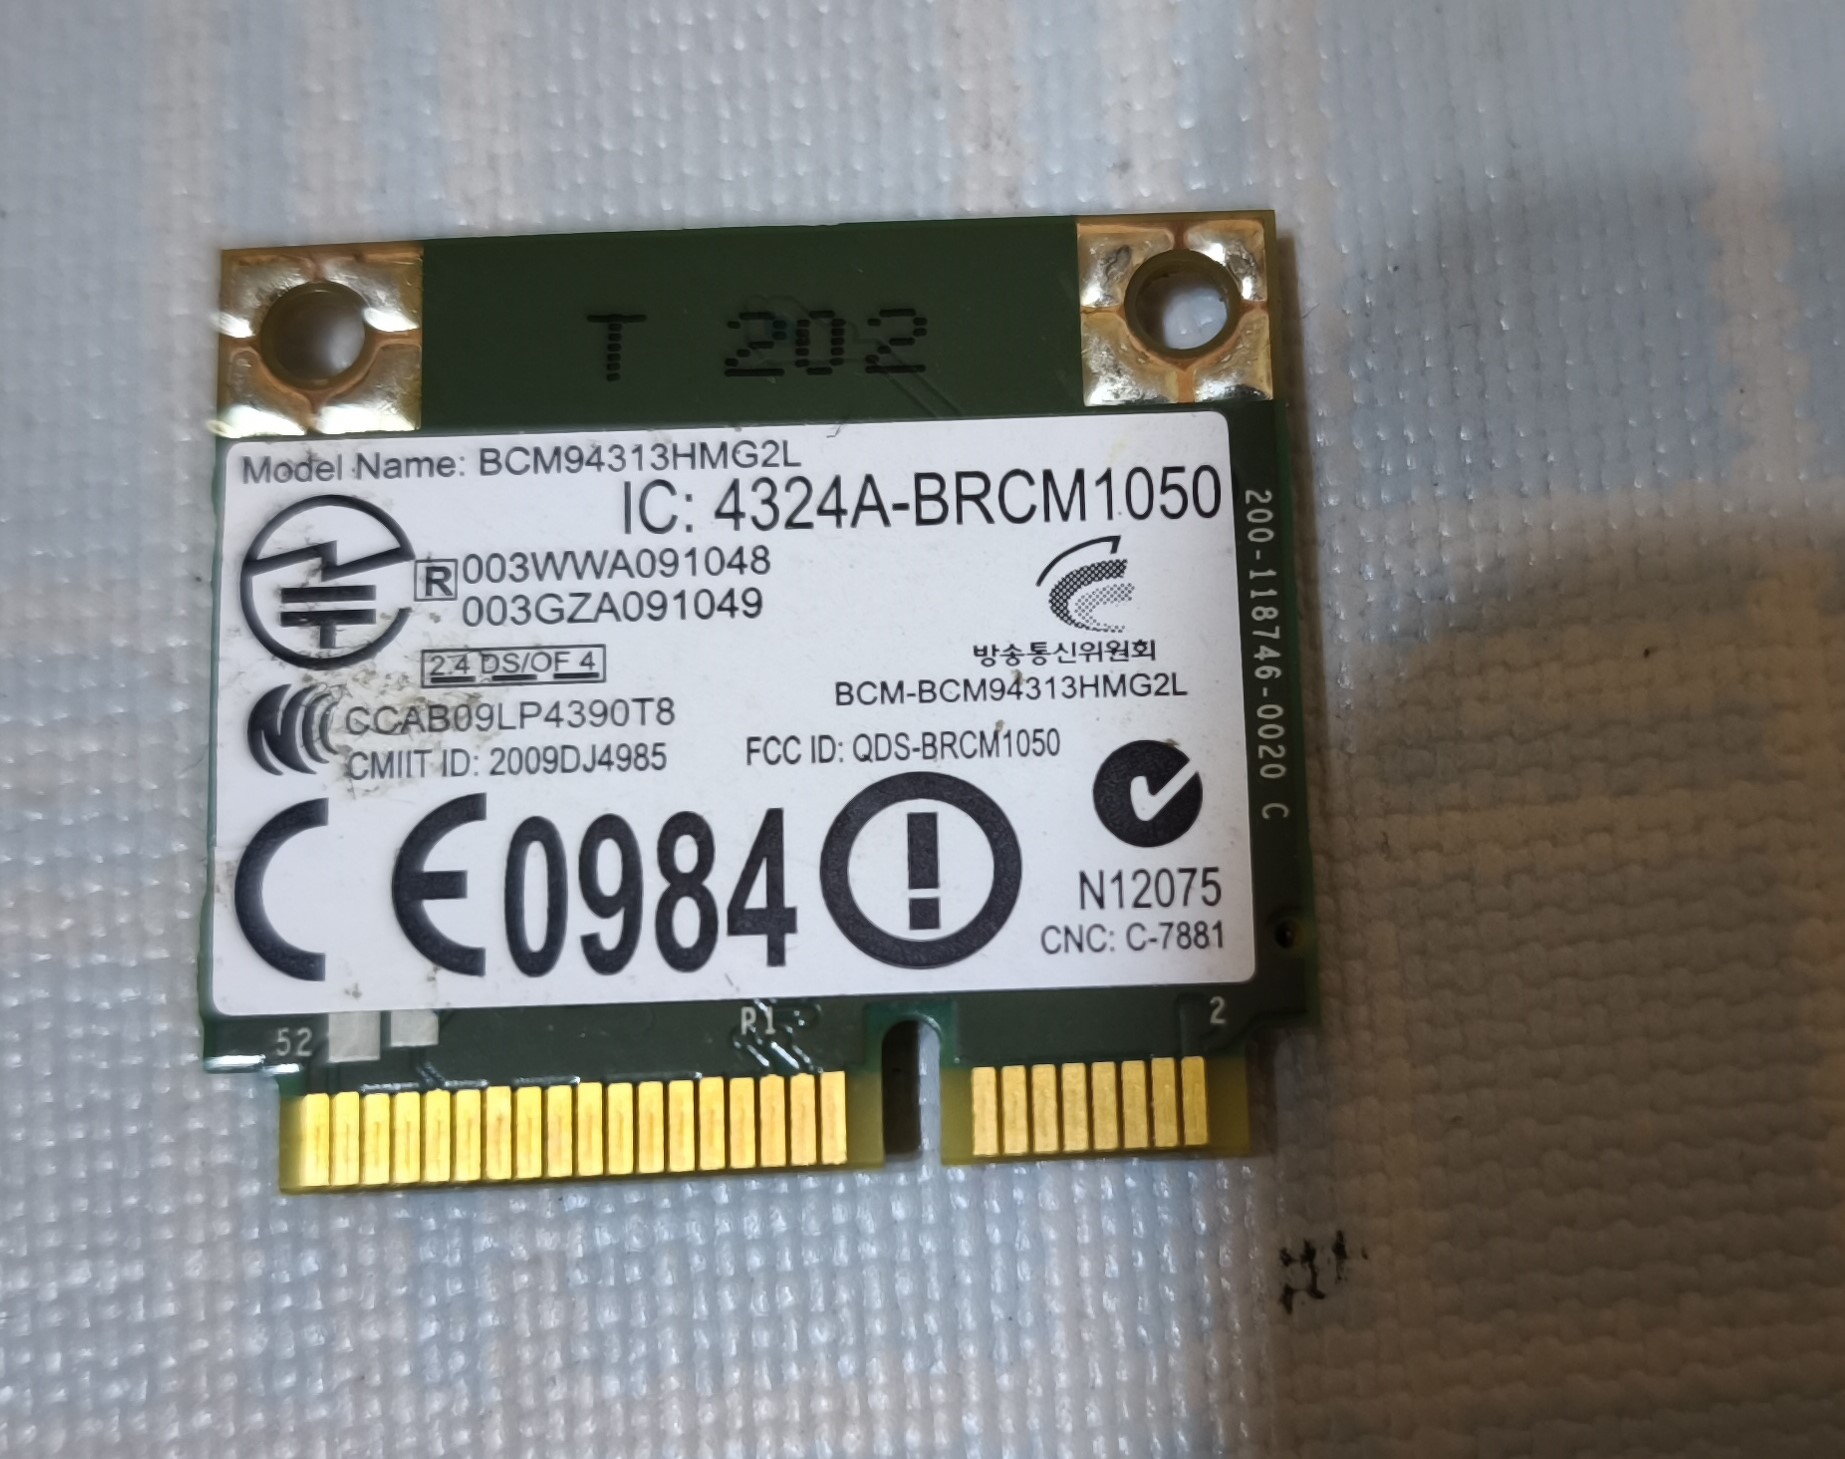 T 202
Model Name: BCM94313HMG2L
IC: 4324A-BRCM1050
R 003WWA091048
003GZA091049
2.4 DS/OF 4
방송통신위원회
BCM-BCM94313HMG2L
CCAB09LP4390T8
CMIIT ID: 2009DJ4985
FCC ID: QDS-BRCM1050
CE0984
N12075
CNC: C-7881
200-118746-0020 C
52
R1
2